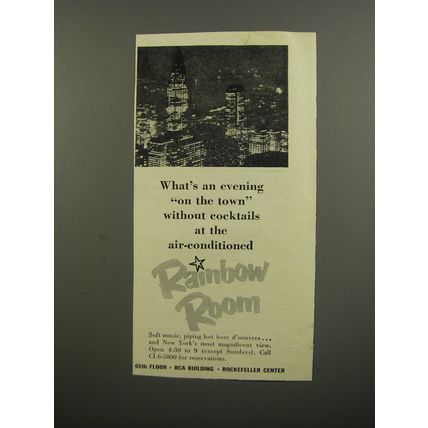 What's an evening
"on the town"
without cocktails
at the
air-conditioned
Rainbow
Room
Soft music, piping hot hors d'oeuvres...
and New York's most magnificent view.
Open 4:30 to 9 (except Sundays). Call
CI 6-5800 for reservations.
65th FLOOR • RCA BUILDING • ROCKEFELLER CENTER